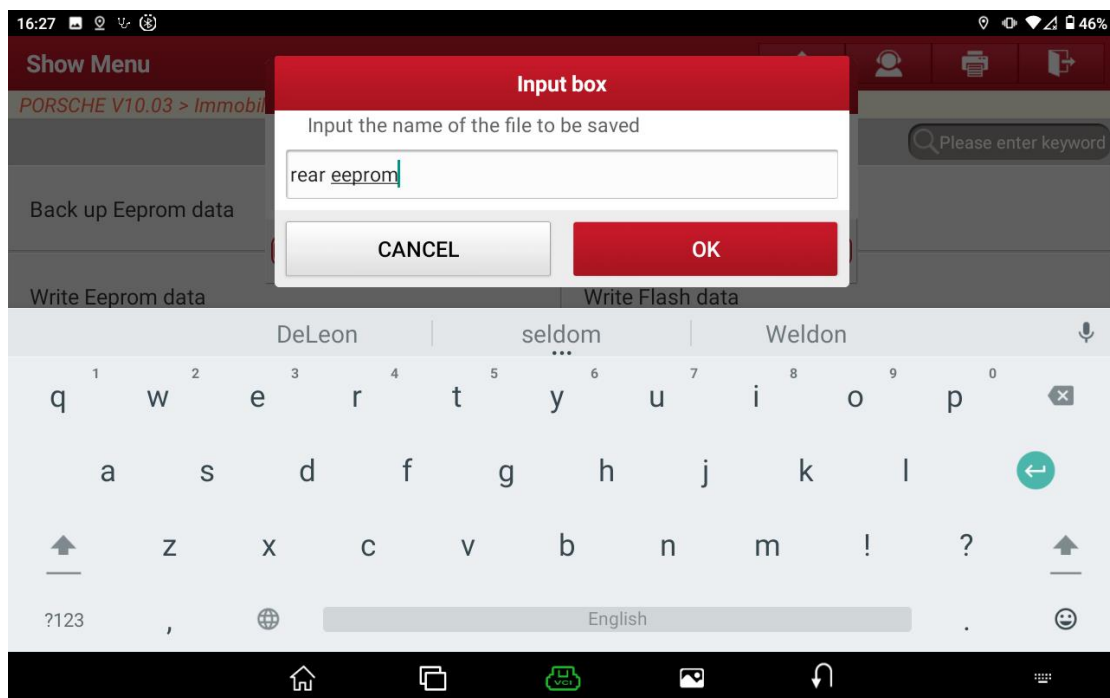 16:27
46%
Show Menu
Input box
PORSCHE V10.03 > Immobil
Input the name of the file to be saved
Please enter keyword
rear eeprom
Back up Eeprom data
CANCEL
OK
Write Eeprom data
Write Flash data
DeLeon
seldom
Weldon
1 2 3 4 5 6 7 8 9 0
q w e r t y u i o p
a s d f g h j k l
z x c v b n m ! ?
?123 , English .
VCI